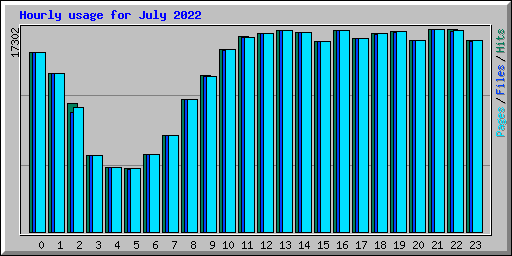 Hourly usage for July 2022
17302
Pages / Files / Hits
0 1 2 3 4 5 6 7 8 9 10 11 12 13 14 15 16 17 18 19 20 21 22 23